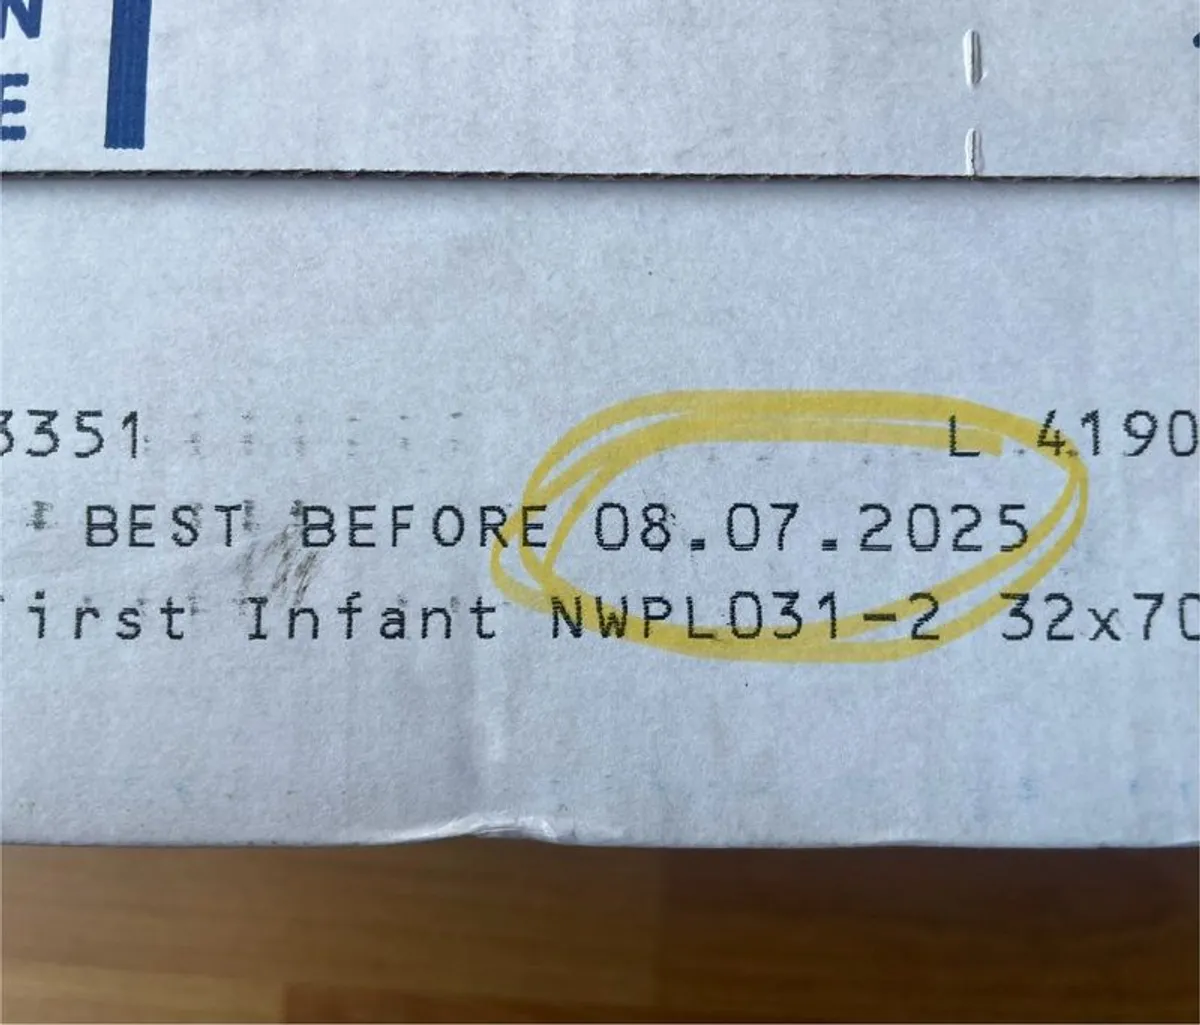 N
E
3351 L 4190
BEST BEFORE 08.07.2025
irst Infant NWPL031-2 32x70